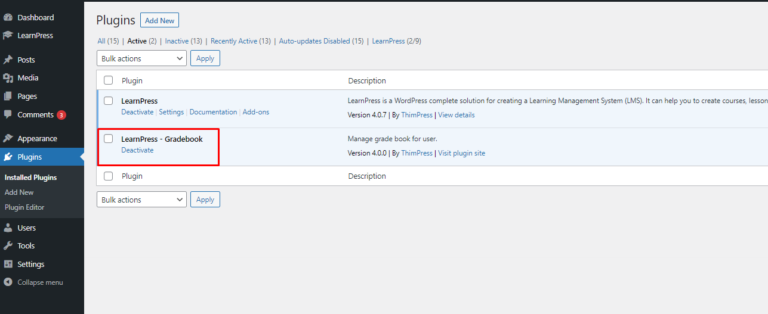 Dashboard
LearnPress
Posts
Media
Pages
Comments 3
Appearance
Plugins
Installed Plugins
Add New
Plugin Editor
Users
Tools
Settings
Collapse menu
Plugins Add New
All (15) | Active (2) | Inactive (13) | Recently Active (13) | Auto-updates Disabled (15) | LearnPress (2/9)
Bulk actions Apply
Plugin Description
LearnPress LearnPress is a WordPress complete solution for creating a Learning Management System (LMS). It can help you to create courses, lesson
Deactivate | Settings | Documentation | Add-ons
Version 4.0.7 | By ThimPress | View details
LearnPress - Gradebook Manage grade book for user.
Deactivate
Version 4.0.0 | By ThimPress | Visit plugin site
Plugin Description
Bulk actions Apply